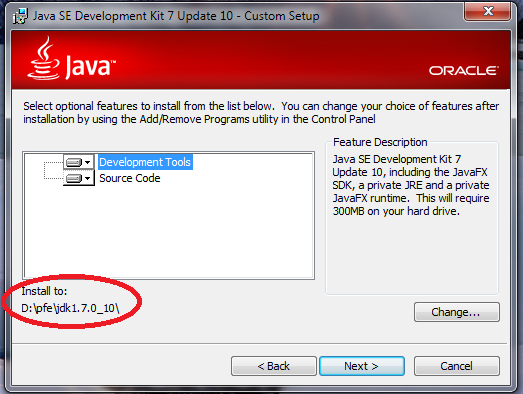 Java SE Development Kit 7 Update 10 - Custom Setup
Java™
ORACLE
Select optional features to install from the list below.  You can change your choice of features after
installation by using the Add/Remove Programs utility in the Control Panel
Development Tools
Source Code
Feature Description
Java SE Development Kit 7
Update 10, including the JavaFX
SDK, a private JRE and a private
JavaFX runtime.  This will require
300MB on your hard drive.
Install to:
D:\pfe\jdk1.7.0_10\
Change...
< Back
Next >
Cancel